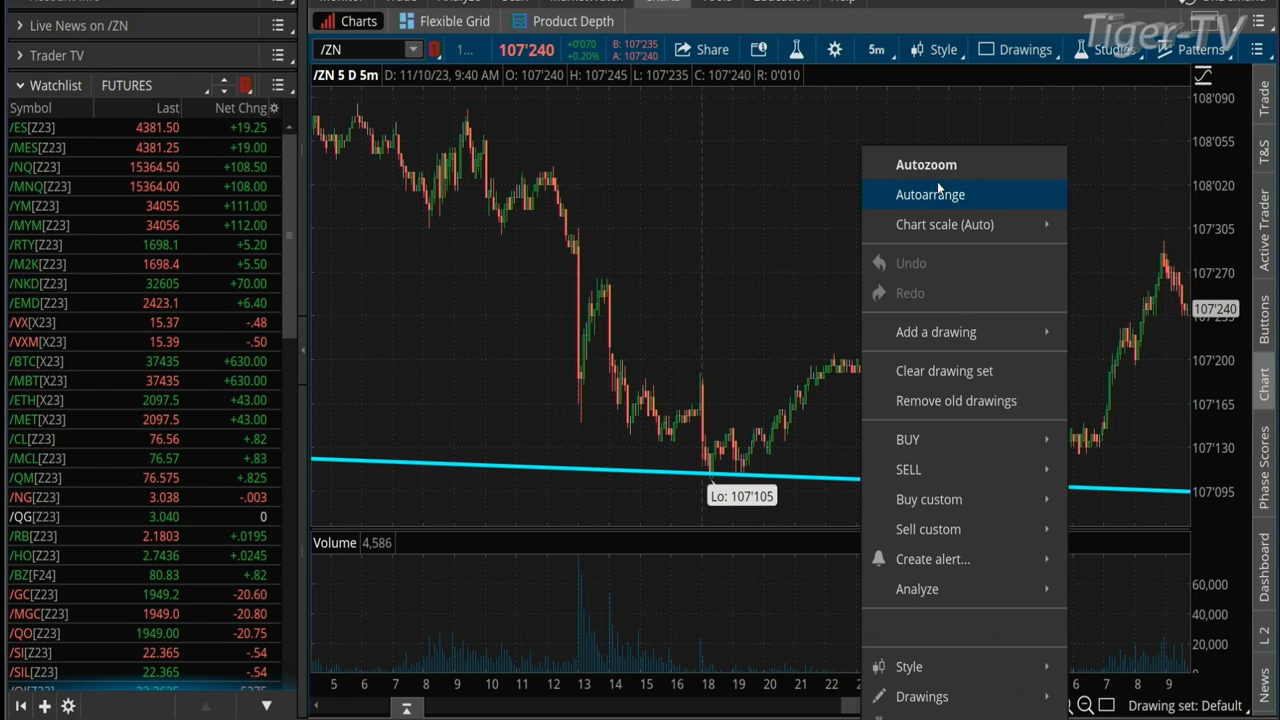 Live News on /ZN
Trader TV
Watchlist FUTURES
Symbol Last Net Chng
/ES[Z23] 4381.50 +19.25
/MES[Z23] 4381.25 +19.00
/NQ[Z23] 15364.50 +108.50
/MNQ[Z23] 15364.00 +108.00
/YM[Z23] 34055 +111.00
/MYM[Z23] 34056 +112.00
/RTY[Z23] 1698.1 +5.20
/M2K[Z23] 1698.4 +5.50
/NKD[Z23] 32605 +70.00
/EMD[Z23] 2423.1 +6.40
/VX[X23] 15.37 -.48
/VXM[X23] 15.39 -.50
/BTC[X23] 37435 +630.00
/MBT[X23] 37435 +630.00
/ETH[X23] 2097.5 +43.00
/MET[X23] 2097.5 +43.00
/CL[Z23] 76.56 +.82
/MCL[Z23] 76.57 +.83
/QM[Z23] 76.575 +.825
/NG[Z23] 3.038 -.003
/QG[Z23] 3.040 0
/RB[Z23] 2.1803 +.0195
/HO[Z23] 2.7436 +.0245
/BZ[F24] 80.83 +.82
/GC[Z23] 1949.2 -20.60
/MGC[Z23] 1949.0 -20.80
/QO[Z23] 1949.00 -20.75
/SI[Z23] 22.365 -.54
/SIL[Z23] 22.365 -.54
Charts Flexible Grid Product Depth
Tiger-TV
/ZN 1... 107'240 +0'070 +0.20% B: 107'235 A: 107'240 Share 5m Style Drawings Studies Patterns
/ZN 5 D 5m D: 11/10/23, 9:40 AM O: 107'240 H: 107'245 L: 107'235 C: 107'240 R: 0'010
108'090
108'055
108'020
107'305
107'270
107'240
107'235
107'200
107'165
107'130
107'095
Lo: 107'105
Autozoom
Autoarrange
Chart scale (Auto)
Undo
Redo
Add a drawing
Clear drawing set
Remove old drawings
BUY
SELL
Buy custom
Sell custom
Create alert...
Analyze
Style
Drawings
Volume 4,586
60,000
40,000
20,000
5 6 7 8 9 10 11 12 13 14 15 16 17 18 19 20 21 22 23 6 7 8 9
Drawing set: Default
Trade
T&S
Active Trader
Buttons
Chart
Phase Scores
Dashboard
L 2
News